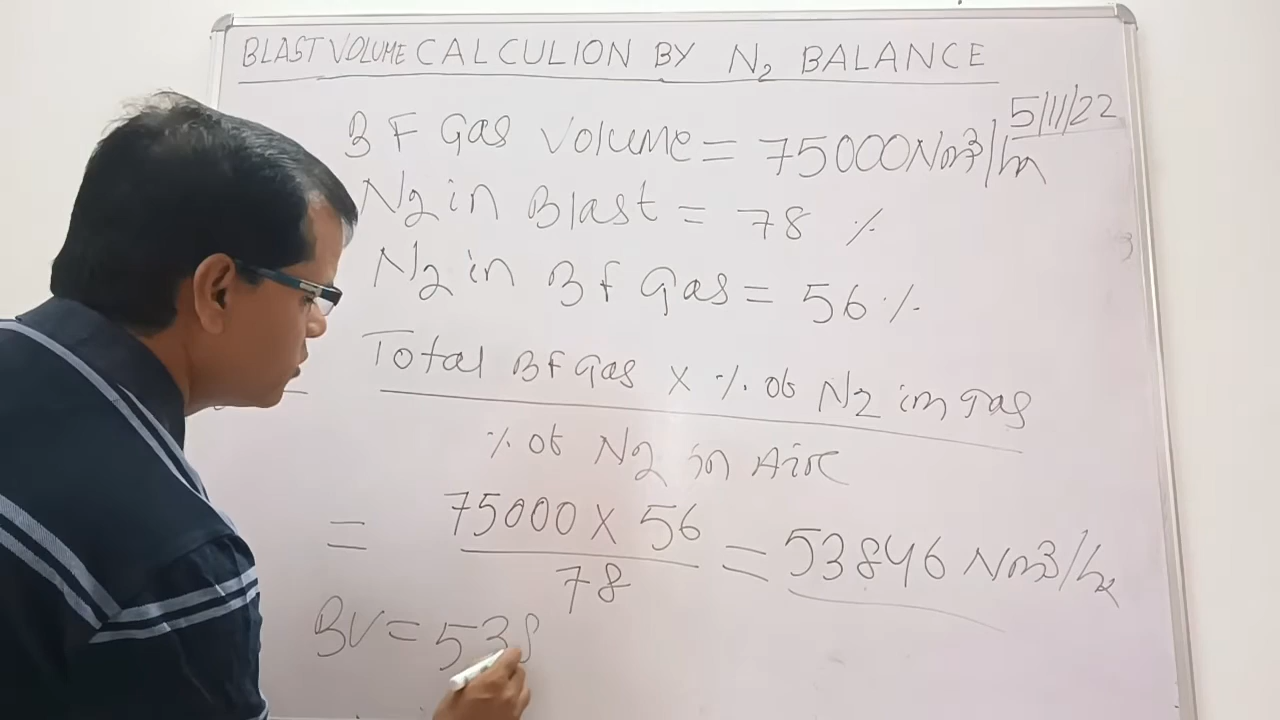 BLAST VOLUME CALCULION BY N₂ BALANCE
5/11/22
BF Gas Volume = 75000Nm³/hr
N2 in Blast = 78 %
N2 in BF Gas = 56 %
Total BF Gas X % of N2 in Gas
% of N2 in Air
= 75000 X 56
78
= 53846 Nm3/hr
BV = 538